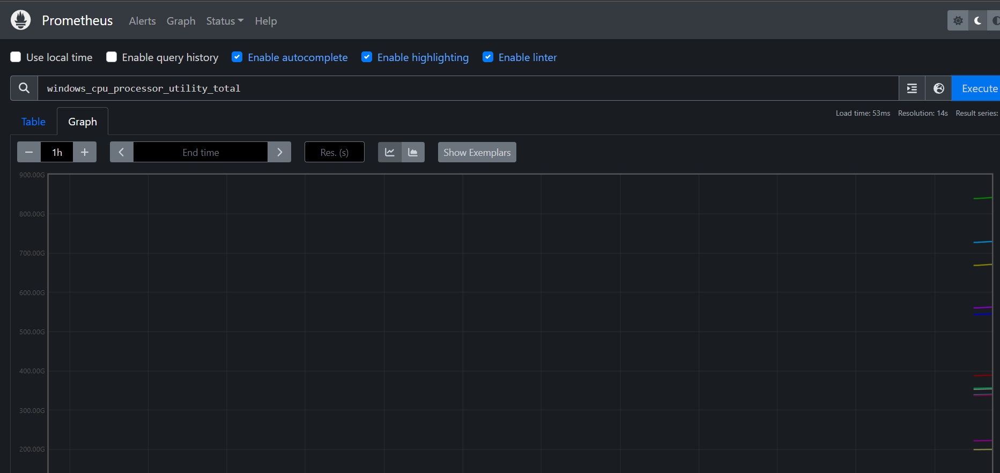 Prometheus Alerts Graph Status Help
Use local time Enable query history Enable autocomplete Enable highlighting Enable linter
windows_cpu_processor_utility_total Execute
Load time: 53ms Resolution: 14s Result series:
Table Graph
1h End time Res. (s) Show Exemplars
900.00G
800.00G
700.00G
600.00G
500.00G
400.00G
300.00G
200.00G